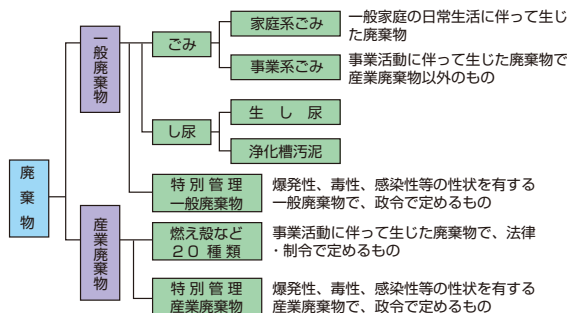 家庭系ごみ
一般家庭の日常生活に伴って生じ
た廃棄物
ごみ
事業系ごみ
事業活動に伴って生じた廃棄物で
産業廃棄物以外のもの
一般廃棄物
生し尿
し尿
浄化槽汚泥
廃棄物
特別管理
一般廃棄物
爆発性、毒性、感染性等の性状を有する
一般廃棄物で、政令で定めるもの
産業廃棄物
燃え殻など
20種類
事業活動に伴って生じた廃棄物で、法律
・制令で定めるもの
特別管理
産業廃棄物
爆発性、毒性、感染性等の性状を有する
産業廃棄物で、政令で定めるもの